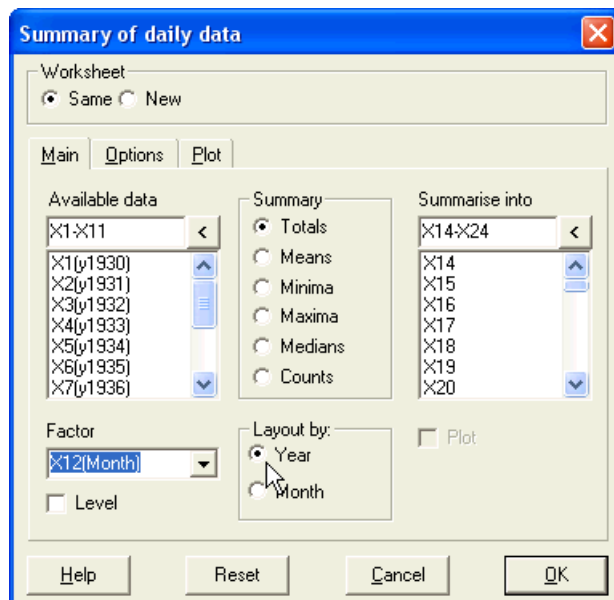 Summary of daily data
Worksheet
Same New
Main Options Plot
Available data
X1-X11 <
X1(y1930)
X2(y1931)
X3(y1932)
X4(y1933)
X5(y1934)
X6(y1935)
X7(y1936)
Summary
Totals
Means
Minima
Maxima
Medians
Counts
Summarise into
X14-X24 <
X14
X15
X16
X17
X18
X19
X20
Factor
X12(Month)
Level
Layout by:
Year
Month
Plot
Help Reset Cancel OK